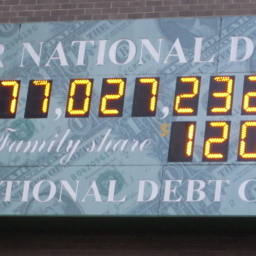 R NATIONAL D
77,027,232
Family share 120
TIONAL DEBT C